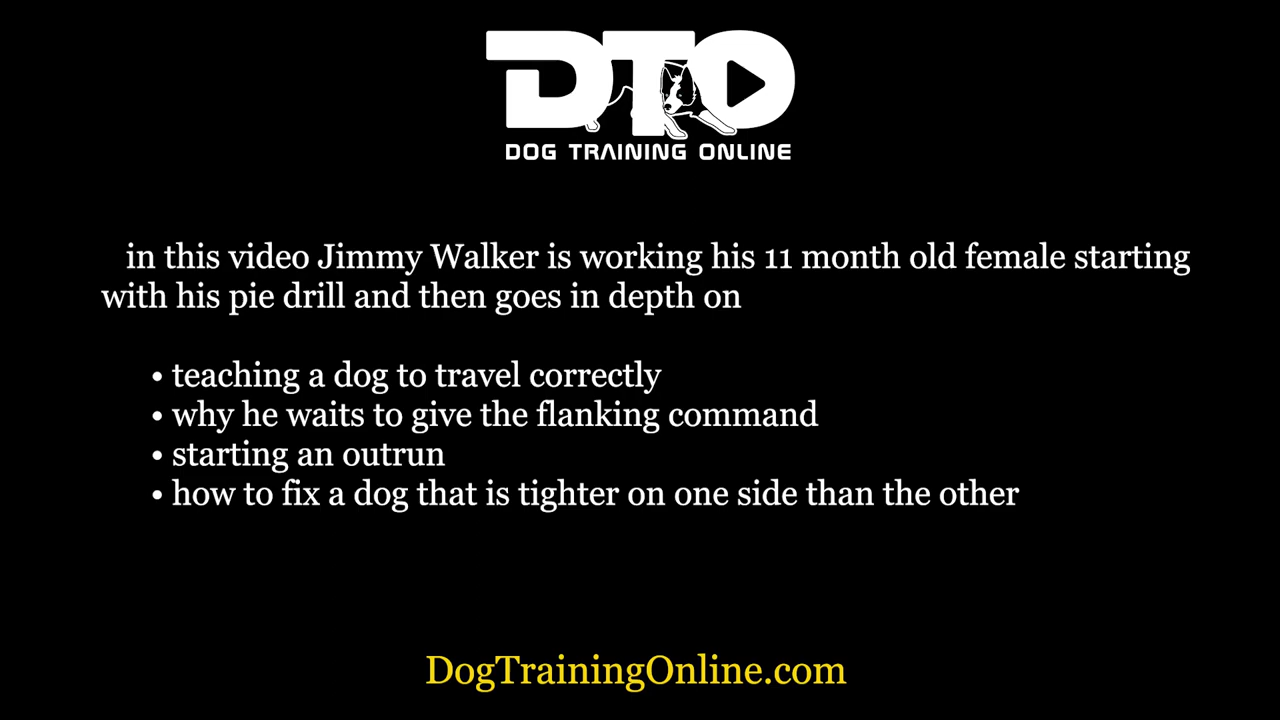 DTO
DOG TRAINING ONLINE
in this video Jimmy Walker is working his 11 month old female starting
with his pie drill and then goes in depth on
• teaching a dog to travel correctly
• why he waits to give the flanking command
• starting an outrun
• how to fix a dog that is tighter on one side than the other
DogTrainingOnline.com